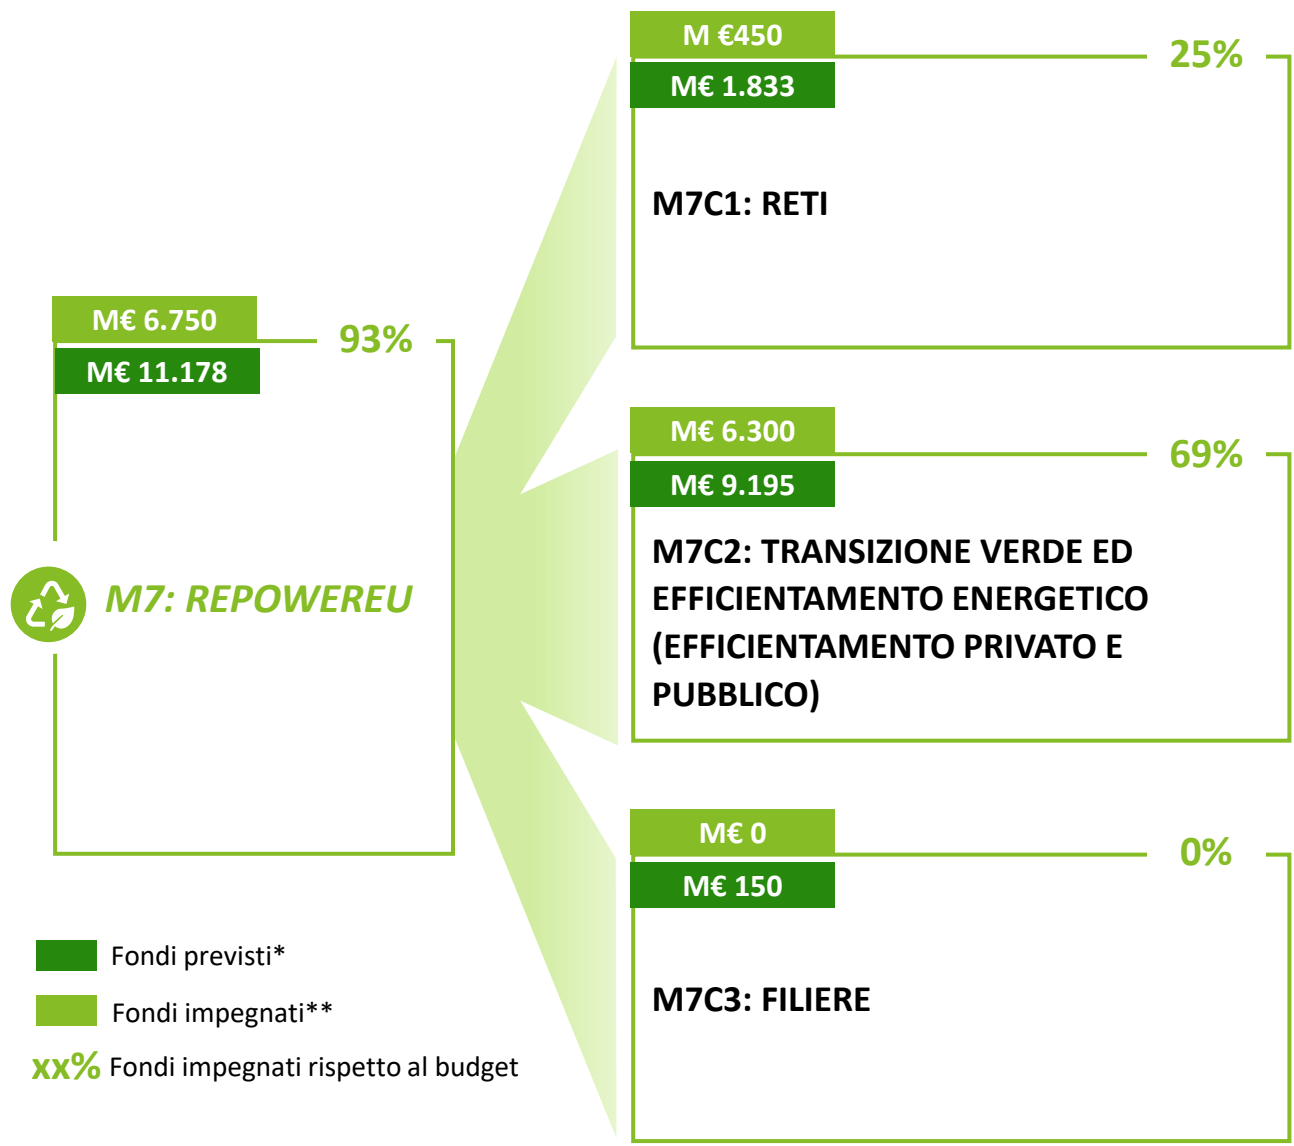 M€ 6.750
93%
M€ 11.178
M7: REPOWEREU
M €450
25%
M€ 1.833
M7C1: RETI
M€ 6.300
69%
M€ 9.195
M7C2: TRANSIZIONE VERDE ED
EFFICIENTAMENTO ENERGETICO
(EFFICIENTAMENTO PRIVATO E
PUBBLICO)
M€ 0
0%
M€ 150
M7C3: FILIERE
Fondi previsti*
Fondi impegnati**
xx% Fondi impegnati rispetto al budget